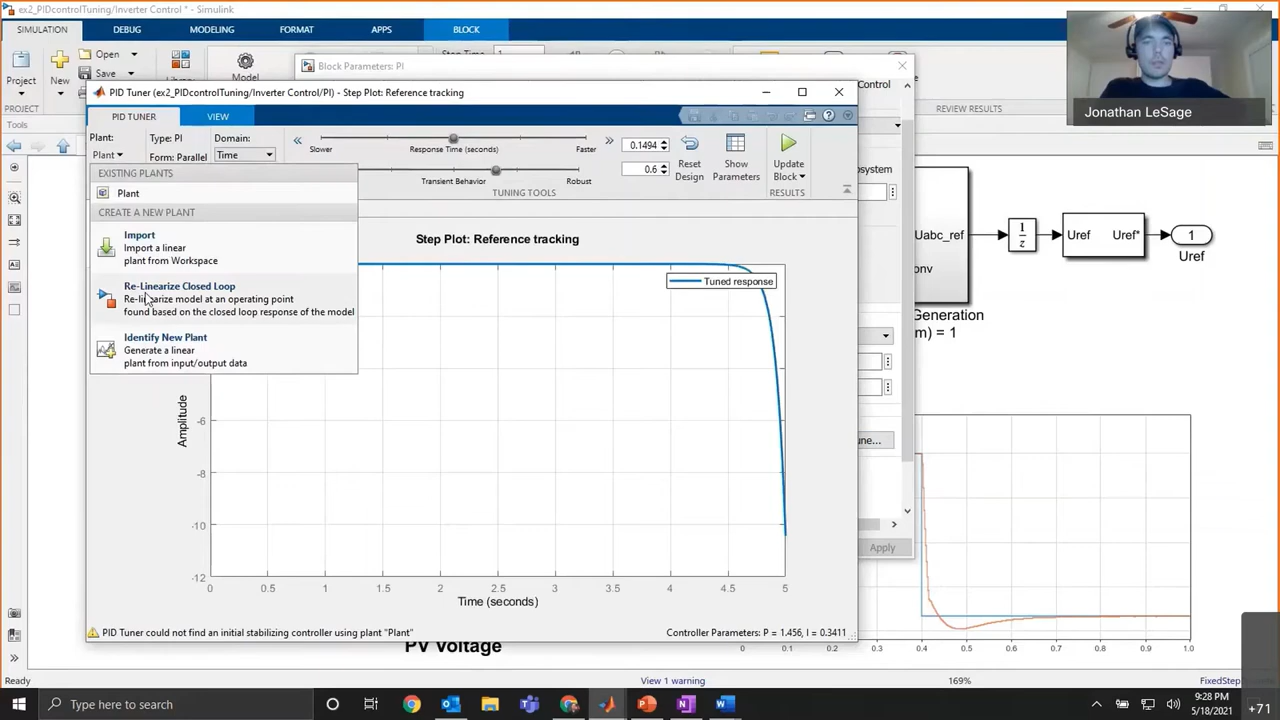 ex2_PIDcontrolTuning/Inverter Control * - Simulink
SIMULATION
DEBUG
MODELING
FORMAT
APPS
BLOCK
Project
New
Open
Save
Model
PROJECT
REVIEW RESULTS
Tools
Block Parameters: PI
Control
Jonathan LeSage
PID Tuner (ex2_PIDcontrolTuning/Inverter Control/PI) - Step Plot: Reference tracking
PID TUNER
VIEW
Plant:
Plant
Type: PI
Form: Parallel
Domain:
Time
Slower
Response Time (seconds)
Faster
0.1494
Transient Behavior
Robust
0.6
Reset
Design
Show
Parameters
Update
Block
TUNING TOOLS
RESULTS
EXISTING PLANTS
Plant
CREATE A NEW PLANT
Import
Import a linear
plant from Workspace
Re-Linearize Closed Loop
Re-linearize model at an operating point
found based on the closed loop response of the model
Identify New Plant
Generate a linear
plant from input/output data
Step Plot: Reference tracking
Tuned response
Amplitude
-6
-8
-10
-12
0 0.5 1 1.5 2 2.5 3 3.5 4 4.5 5
Time (seconds)
PID Tuner could not find an initial stabilizing controller using plant "Plant"
Controller Parameters: P = 1.456, I = 0.3411
Apply
Uabc_ref
1
z
Uref
Uref*
1
Uref
PV Voltage
0 0.1 0.2 0.3 0.4 0.5 0.6 0.7 0.8 0.9 1.0
Ready
View 1 warning
169%
Type here to search
9:28 PM
5/18/2021
+71